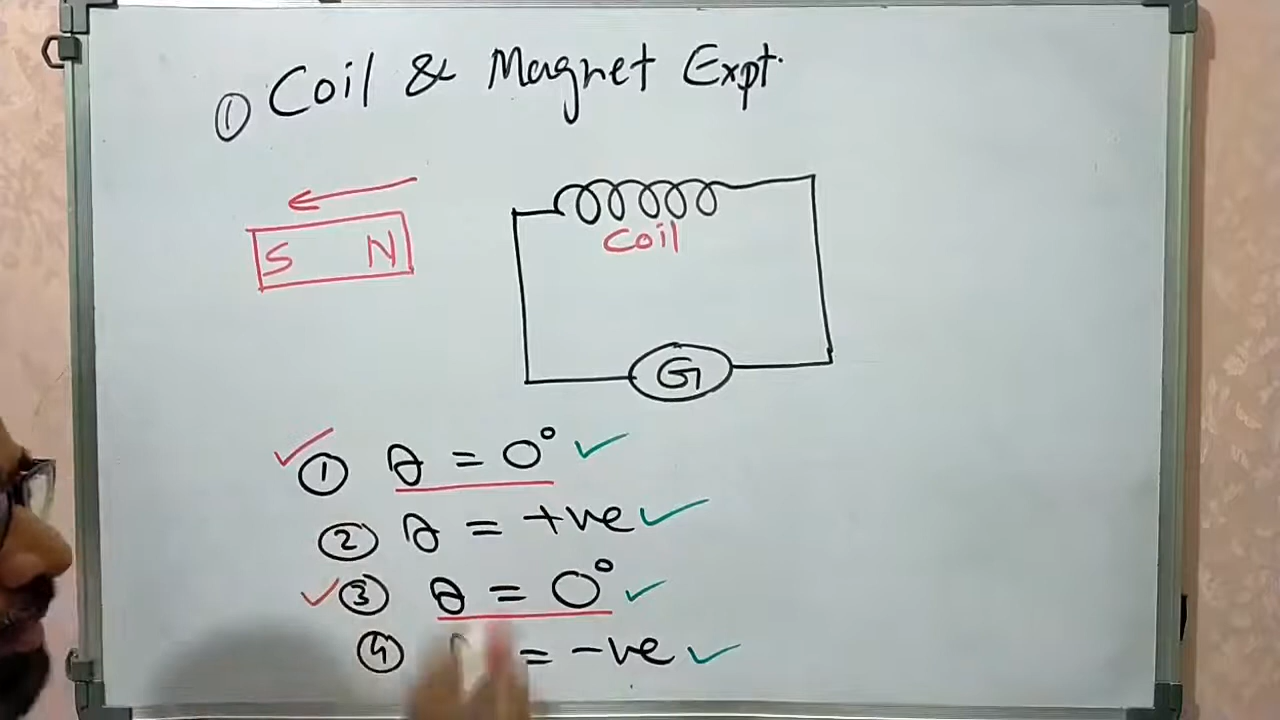 ① Coil & Magnet Expt.
S N
Coil
G
① θ = 0°
② θ = +ve
③ θ = 0°
④ = -ve